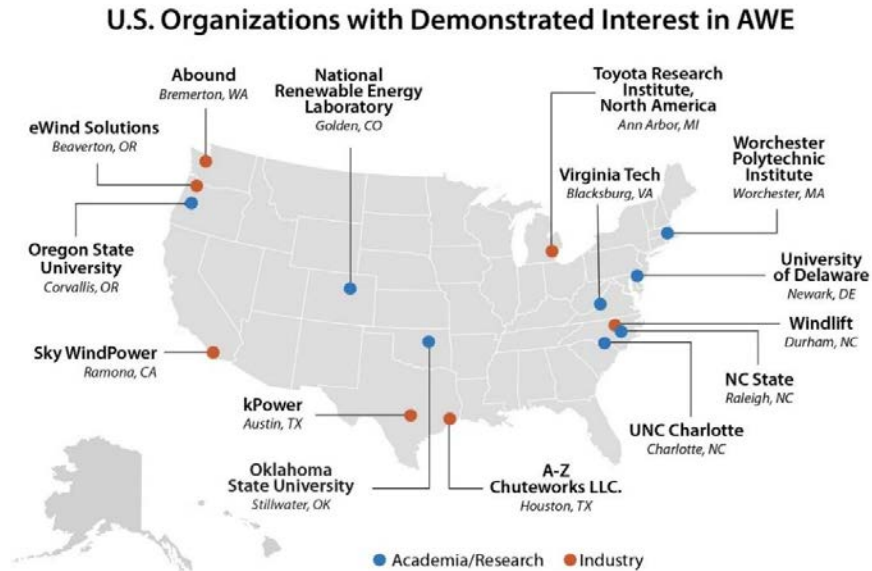 U.S. Organizations with Demonstrated Interest in AWE
Abound
Bremerton, WA
National
Renewable Energy
Laboratory
Golden, CO
Toyota Research
Institute,
North America
Ann Arbor, MI
eWind Solutions
Beaverton, OR
Virginia Tech
Blacksburg, VA
Worchester
Polytechnic
Institute
Worchester, MA
Oregon State
University
Corvallis, OR
University
of Delaware
Newark, DE
Windlift
Durham, NC
Sky WindPower
Ramona, CA
NC State
Raleigh, NC
kPower
Austin, TX
UNC Charlotte
Charlotte, NC
Oklahoma
State University
Stillwater, OK
A-Z
Chuteworks LLC.
Houston, TX
Academia/Research
Industry